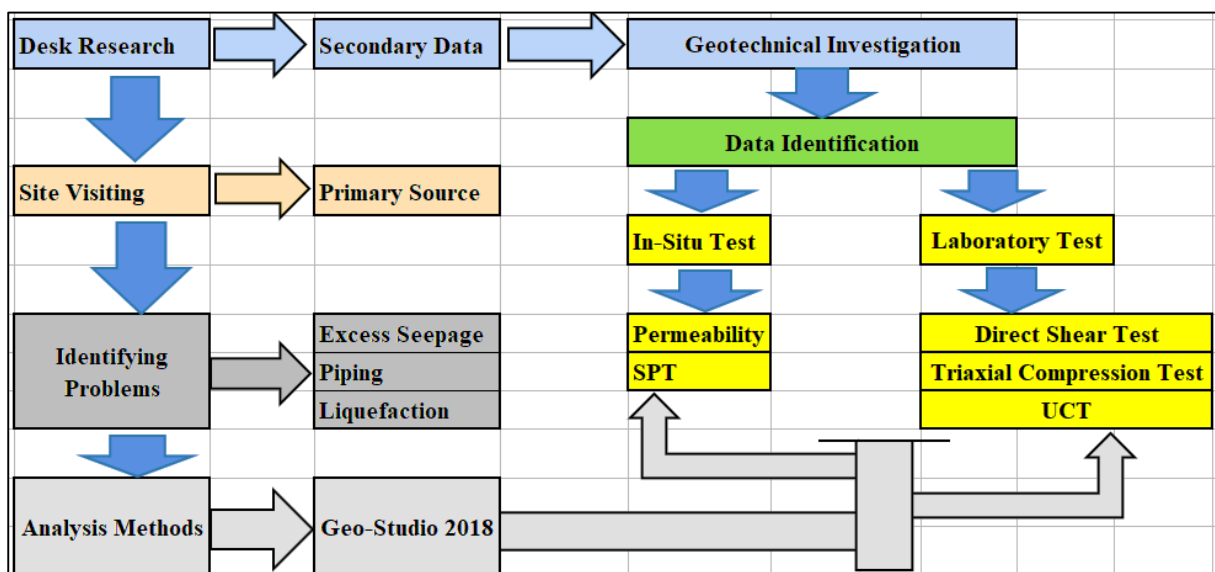 Desk Research
Secondary Data
Geotechnical Investigation
Data Identification
Site Visiting
Primary Source
In-Situ Test
Laboratory Test
Identifying
Problems
Excess Seepage
Piping
Liquefaction
Permeability
SPT
Direct Shear Test
Triaxial Compression Test
UCT
Analysis Methods
Geo-Studio 2018